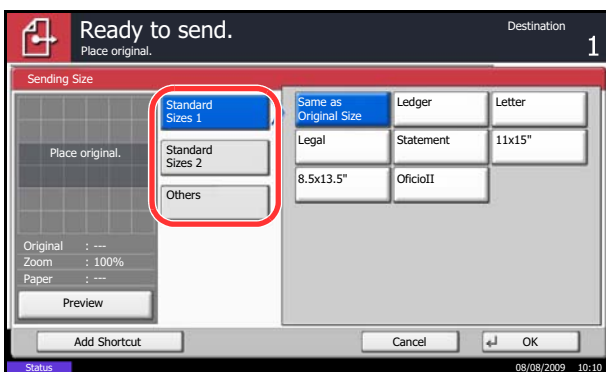 Ready to send.
Place original.
Destination
1
Sending Size
Place original.
Original : ---
Zoom : 100%
Paper : ---
Preview
Standard
Sizes 1
Standard
Sizes 2
Others
Same as
Original Size
Ledger
Letter
Legal
Statement
11x15"
8.5x13.5"
OficioII
Add Shortcut
Cancel
OK
Status
08/08/2009 10:10